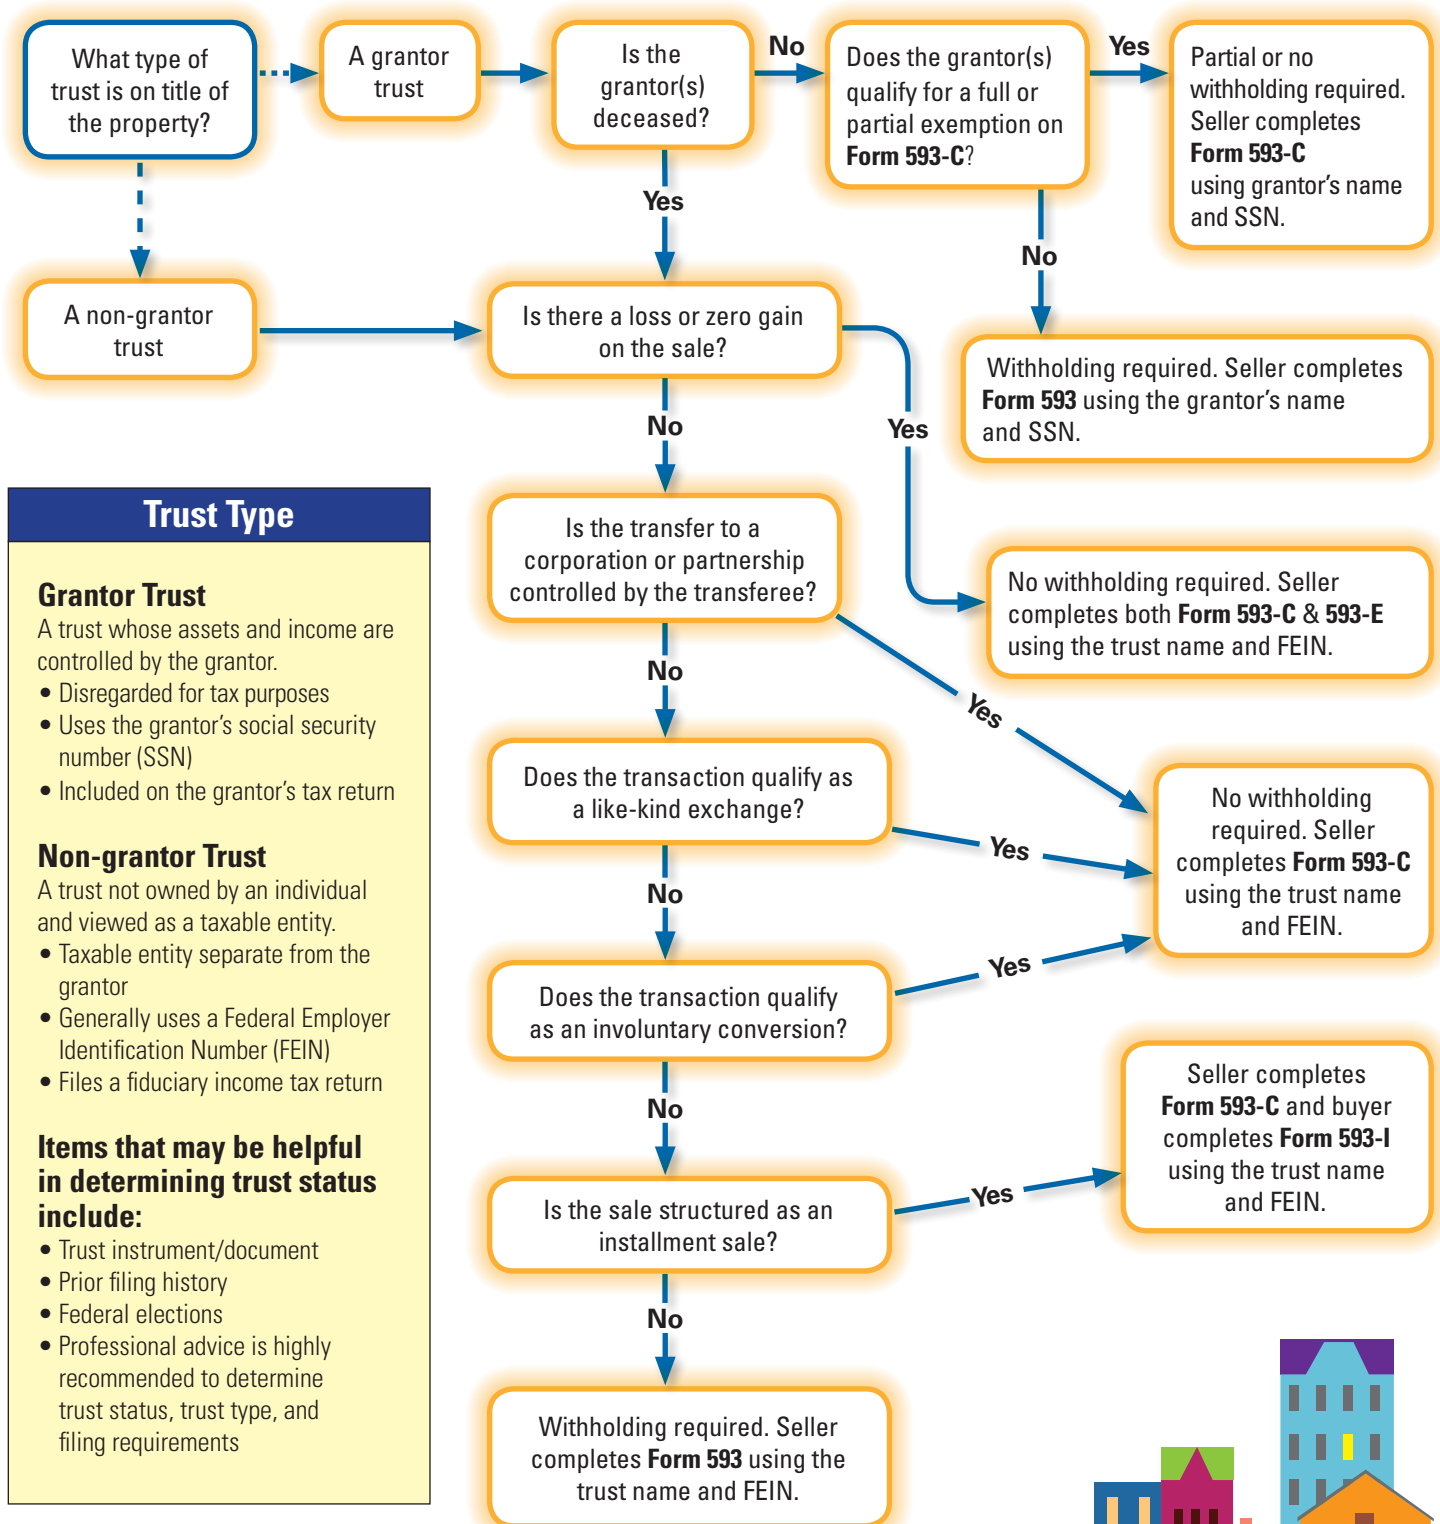 What type of
trust is on title of
the property?
A grantor
trust
Is the
grantor(s)
deceased?
No
Does the grantor(s)
qualify for a full or
partial exemption on
Form 593-C?
Yes
Partial or no
withholding required.
Seller completes
Form 593-C
using grantor's name
and SSN.
Yes
No
A non-grantor
trust
Is there a loss or zero gain
on the sale?
Withholding required. Seller completes
Form 593 using the grantor's name
and SSN.
No
Yes
Is the transfer to a
corporation or partnership
controlled by the transferee?
No withholding required. Seller
completes both Form 593-C & 593-E
using the trust name and FEIN.
No
Yes
Does the transaction qualify as
a like-kind exchange?
Yes
No withholding
required. Seller
completes Form 593-C
using the trust name
and FEIN.
No
Yes
Does the transaction qualify
as an involuntary conversion?
No
Seller completes
Form 593-C and buyer
completes Form 593-I
using the trust name
and FEIN.
Is the sale structured as an
installment sale?
Yes
No
Withholding required. Seller
completes Form 593 using the
trust name and FEIN.
Trust Type
Grantor Trust
A trust whose assets and income are
controlled by the grantor.
• Disregarded for tax purposes
• Uses the grantor's social security
number (SSN)
• Included on the grantor's tax return
Non-grantor Trust
A trust not owned by an individual
and viewed as a taxable entity.
• Taxable entity separate from the
grantor
• Generally uses a Federal Employer
Identification Number (FEIN)
• Files a fiduciary income tax return
Items that may be helpful
in determining trust status
include:
• Trust instrument/document
• Prior filing history
• Federal elections
• Professional advice is highly
recommended to determine
trust status, trust type, and
filing requirements